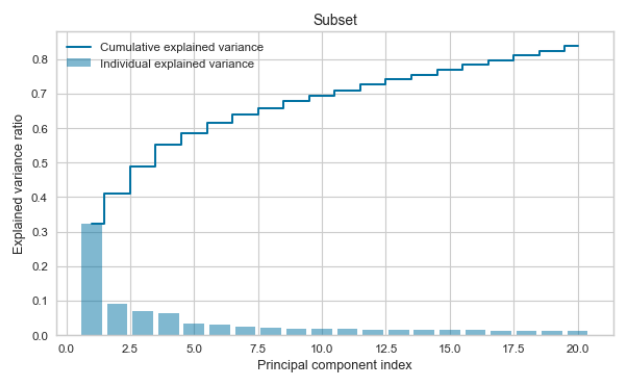 Subset
Cumulative explained variance
Individual explained variance
Explained variance ratio
0.8
0.7
0.6
0.5
0.4
0.3
0.2
0.1
0.0
0.0 2.5 5.0 7.5 10.0 12.5 15.0 17.5 20.0
Principal component index